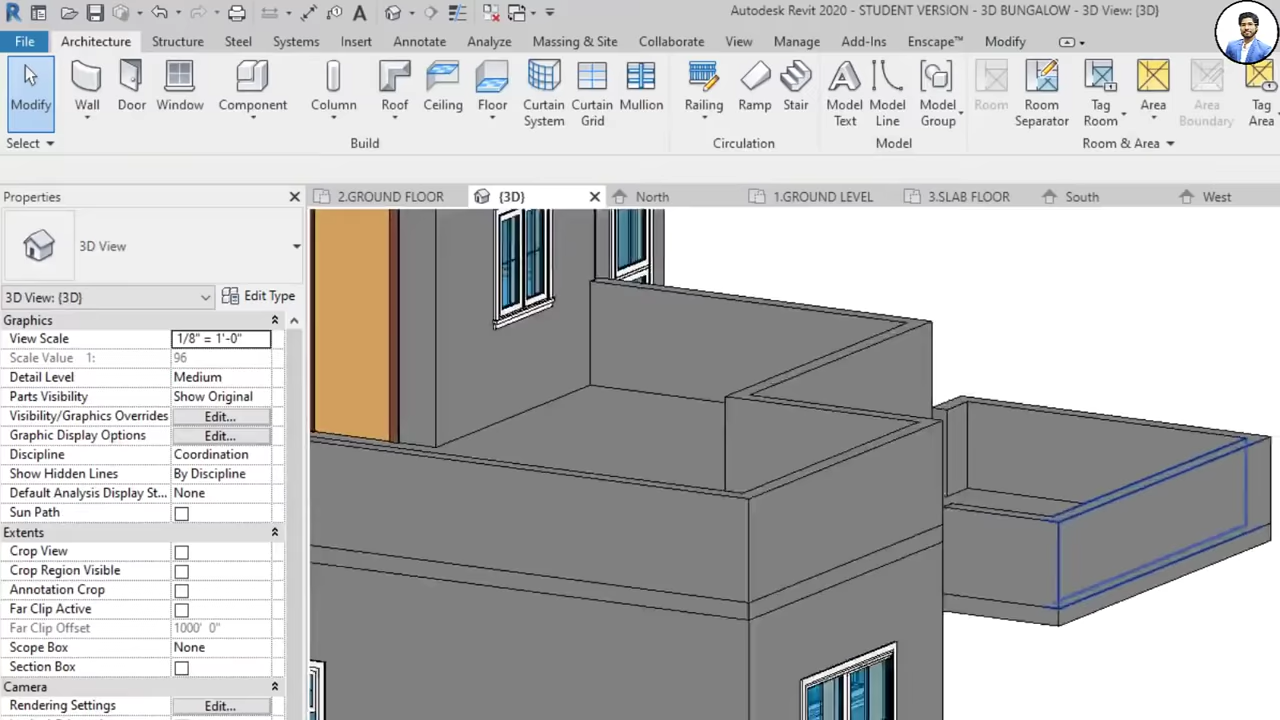 Autodesk Revit 2020 - STUDENT VERSION - 3D BUNGALOW - 3D View: {3D}
File Architecture Structure Steel Systems Insert Annotate Analyze Massing & Site Collaborate View Manage Add-Ins Enscape™ Modify
Modify Wall Door Window Component Column Roof Ceiling Floor Curtain System Curtain Grid Mullion Railing Ramp Stair Model Text Model Line Model Group Room Room Separator Tag Room Area Area Boundary Tag Area
Select Build Circulation Model Room & Area
Properties
2.GROUND FLOOR {3D} North 1.GROUND LEVEL 3.SLAB FLOOR South West
3D View
3D View: {3D} Edit Type
Graphics
View Scale 1/8" = 1'-0"
Scale Value 1: 96
Detail Level Medium
Parts Visibility Show Original
Visibility/Graphics Overrides Edit...
Graphic Display Options Edit...
Discipline Coordination
Show Hidden Lines By Discipline
Default Analysis Display St... None
Sun Path
Extents
Crop View
Crop Region Visible
Annotation Crop
Far Clip Active
Far Clip Offset 1000' 0"
Scope Box None
Section Box
Camera
Rendering Settings Edit...